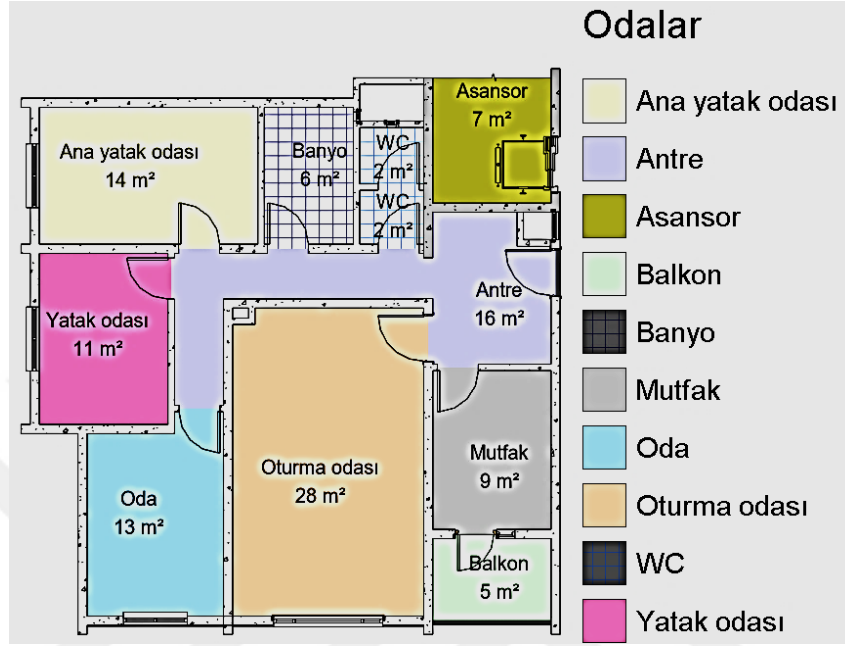 Odalar
Asansor
7 m²
Ana yatak odası
14 m²
Banyo
6 m²
WC
2 m²
WC
2 m²
Yatak odası
11 m²
Antre
16 m²
Oturma odası
28 m²
Mutfak
9 m²
Oda
13 m²
Balkon
5 m²
Ana yatak odası
Antre
Asansor
Balkon
Banyo
Mutfak
Oda
Oturma odası
WC
Yatak odası